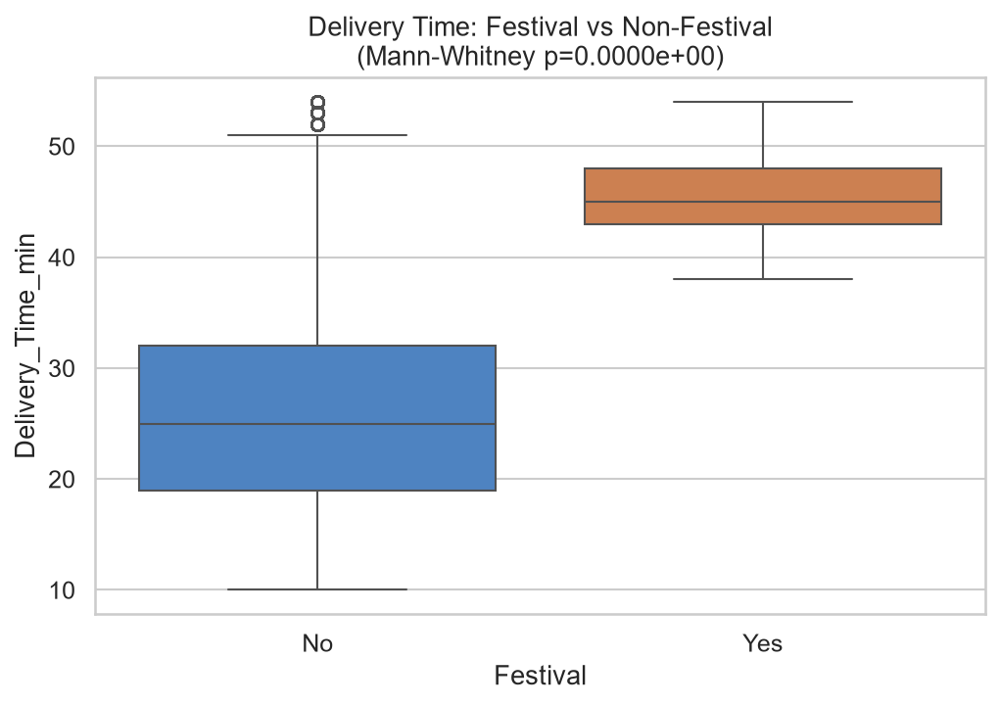 Delivery Time: Festival vs Non-Festival
(Mann-Whitney p=0.0000e+00)
Delivery_Time_min
50
40
30
20
10
No
Yes
Festival